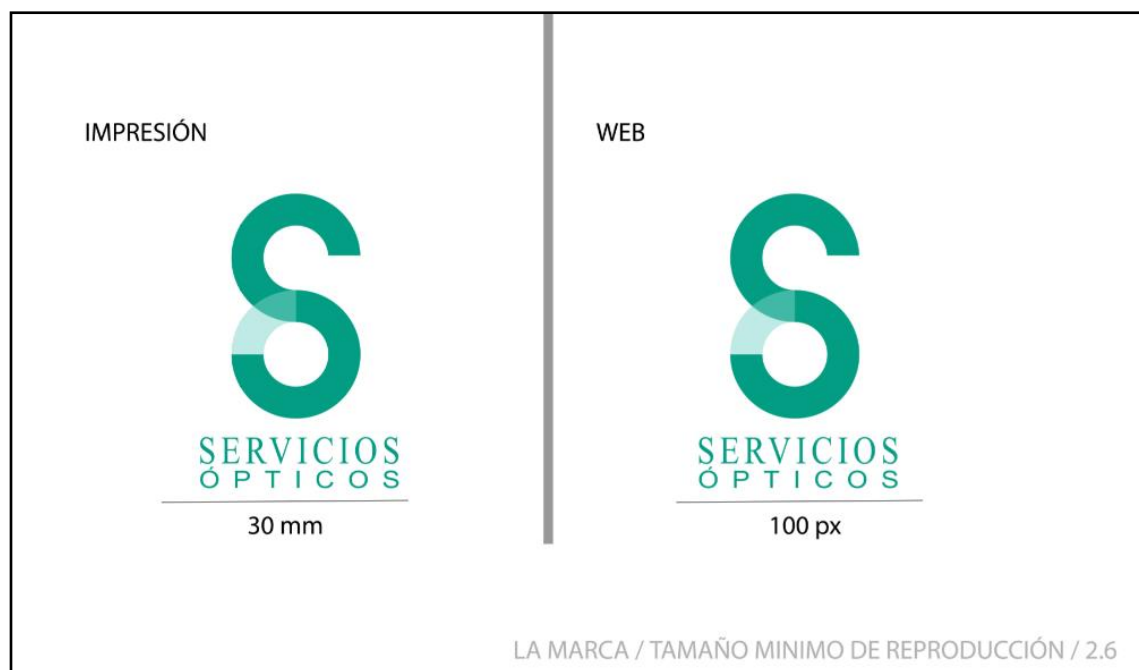 IMPRESIÓN
SERVICIOS
ÓPTICOS
30 mm
WEB
SERVICIOS
ÓPTICOS
100 px
LA MARCA / TAMAÑO MINIMO DE REPRODUCCIÓN / 2.6